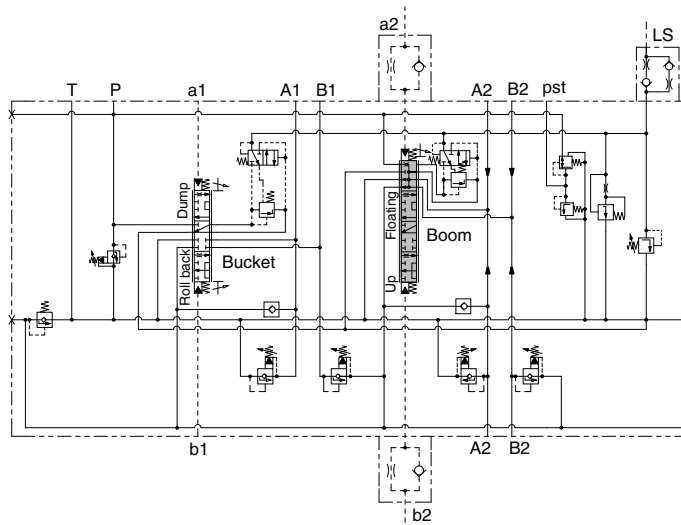 a2
LS
T P a1 A1 B1 A2 B2 pst
Dump
Floating
Bucket
Boom
Roll back
Up
b1 A2 B2
b2